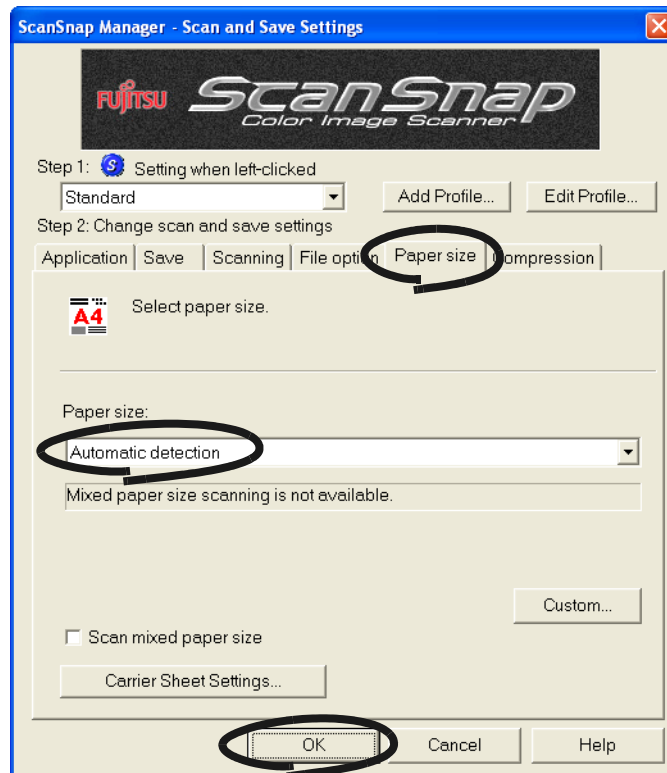 ScanSnap Manager - Scan and Save Settings
FUJITSU ScanSnap
Color Image Scanner
Step 1: S Setting when left-clicked
Standard Add Profile... Edit Profile...
Step 2: Change scan and save settings
Application Save Scanning File option Paper size Compression
A4 Select paper size.
Paper size:
Automatic detection
Mixed paper size scanning is not available.
Custom...
Scan mixed paper size
Carrier Sheet Settings...
OK Cancel Help